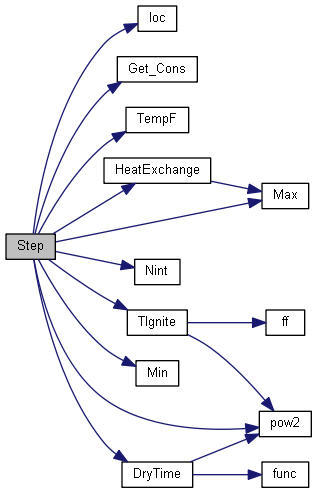 loc
Get_Cons
TempF
HeatExchange
Max
Step
Nint
TIgnite
ff
Min
pow2
DryTime
func